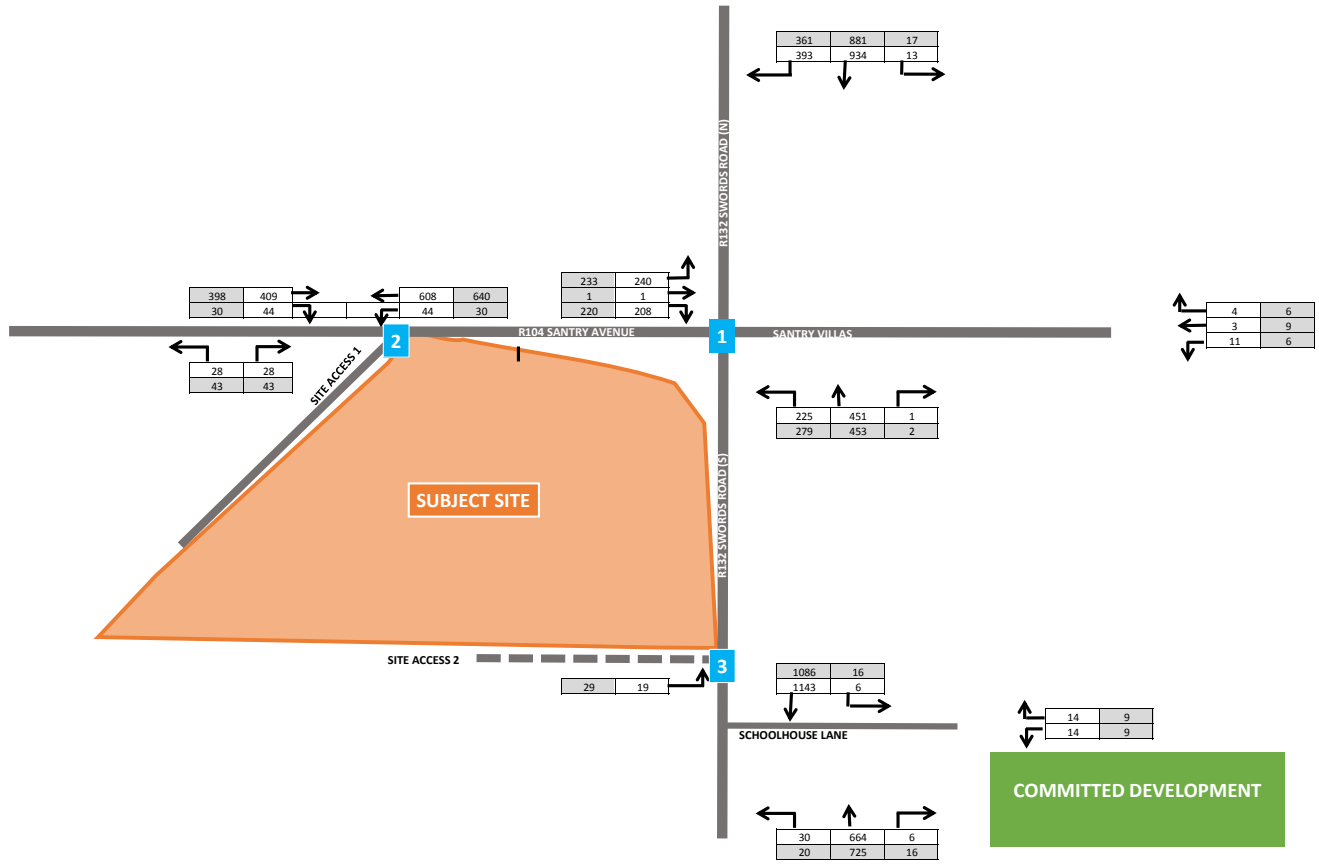 361 881 17
393 934 13
R132 SWORDS ROAD (N)
233 240
1 1
220 208
398 409
30 44
608 640
44 30
4 6
3 9
11 6
2
R104 SANTRY AVENUE
1
SANTRY VILLAS
28 28
43 43
SITE ACCESS 1
225 451 1
279 453 2
SUBJECT SITE
R132 SWORDS ROAD (S)
SITE ACCESS 2
3
29 19
1086 16
1143 6
14 9
14 9
SCHOOLHOUSE LANE
COMMITTED DEVELOPMENT
30 664 6
20 725 16